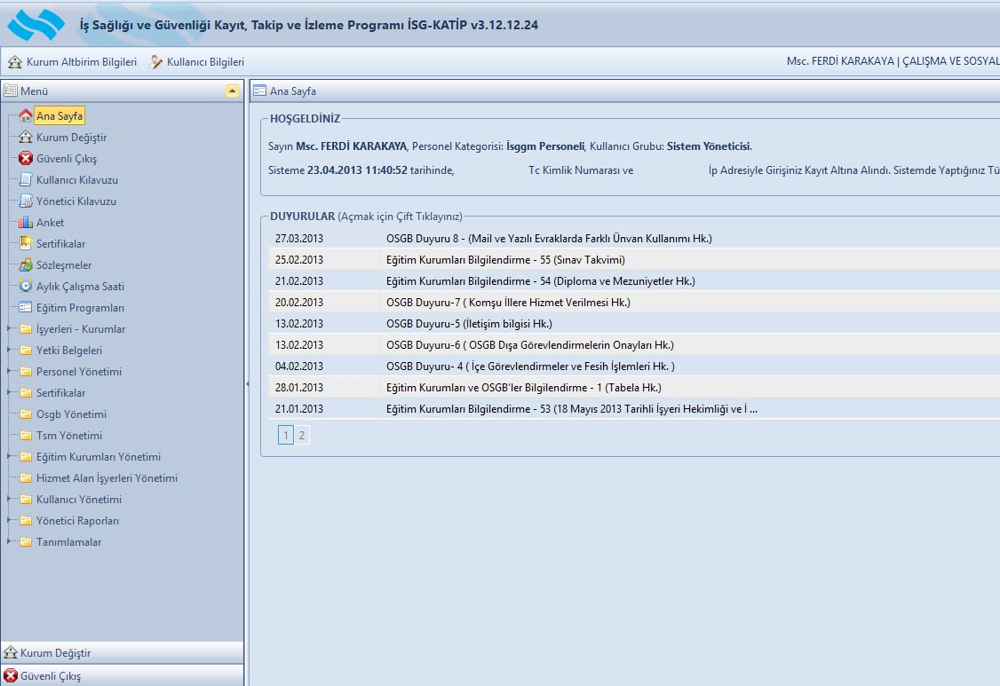 İş Sağlığı ve Güvenliği Kayıt, Takip ve İzleme Programı İSG-KATİP v3.12.12.24
Kurum Altbirim Bilgileri Kullanıcı Bilgileri Msc. FERDİ KARAKAYA | ÇALIŞMA VE SOSYAL
Menü
Ana Sayfa
Kurum Değiştir
Güvenli Çıkış
Kullanıcı Kılavuzu
Yönetici Kılavuzu
Anket
Sertifikalar
Sözleşmeler
Aylık Çalışma Saati
Eğitim Programları
İşyerleri - Kurumlar
Yetki Belgeleri
Personel Yönetimi
Sertifikalar
Osgb Yönetimi
Tsm Yönetimi
Eğitim Kurumları Yönetimi
Hizmet Alan İşyerleri Yönetimi
Kullanıcı Yönetimi
Yönetici Raporları
Tanımlamalar
Kurum Değiştir
Güvenli Çıkış
Ana Sayfa
HOŞGELDİNİZ
Sayın Msc. FERDİ KARAKAYA, Personel Kategorisi: İsggm Personeli, Kullanıcı Grubu: Sistem Yöneticisi.
Sisteme 23.04.2013 11:40:52 tarihinde, Tc Kimlik Numarası ve İp Adresiyle Girişiniz Kayıt Altına Alındı. Sistemde Yaptığınız Tü
DUYURULAR (Açmak için Çift Tıklayınız)
27.03.2013 OSGB Duyuru 8 - (Mail ve Yazılı Evraklarda Farklı Ünvan Kullanımı Hk.)
25.02.2013 Eğitim Kurumları Bilgilendirme - 55 (Sınav Takvimi)
21.02.2013 Eğitim Kurumları Bilgilendirme - 54 (Diploma ve Mezuniyetler Hk.)
20.02.2013 OSGB Duyuru-7 ( Komşu İllere Hizmet Verilmesi Hk.)
13.02.2013 OSGB Duyuru-5 (İletişim bilgisi Hk.)
13.02.2013 OSGB Duyuru-6 ( OSGB Dışa Görevlendirmelerin Onayları Hk.)
04.02.2013 OSGB Duyuru- 4 ( İçe Görevlendirmeler ve Fesih İşlemleri Hk. )
28.01.2013 Eğitim Kurumları ve OSGB'ler Bilgilendirme - 1 (Tabela Hk.)
21.01.2013 Eğitim Kurumları Bilgilendirme - 53 (18 Mayıs 2013 Tarihli İşyeri Hekimliği ve İ ...
1 2